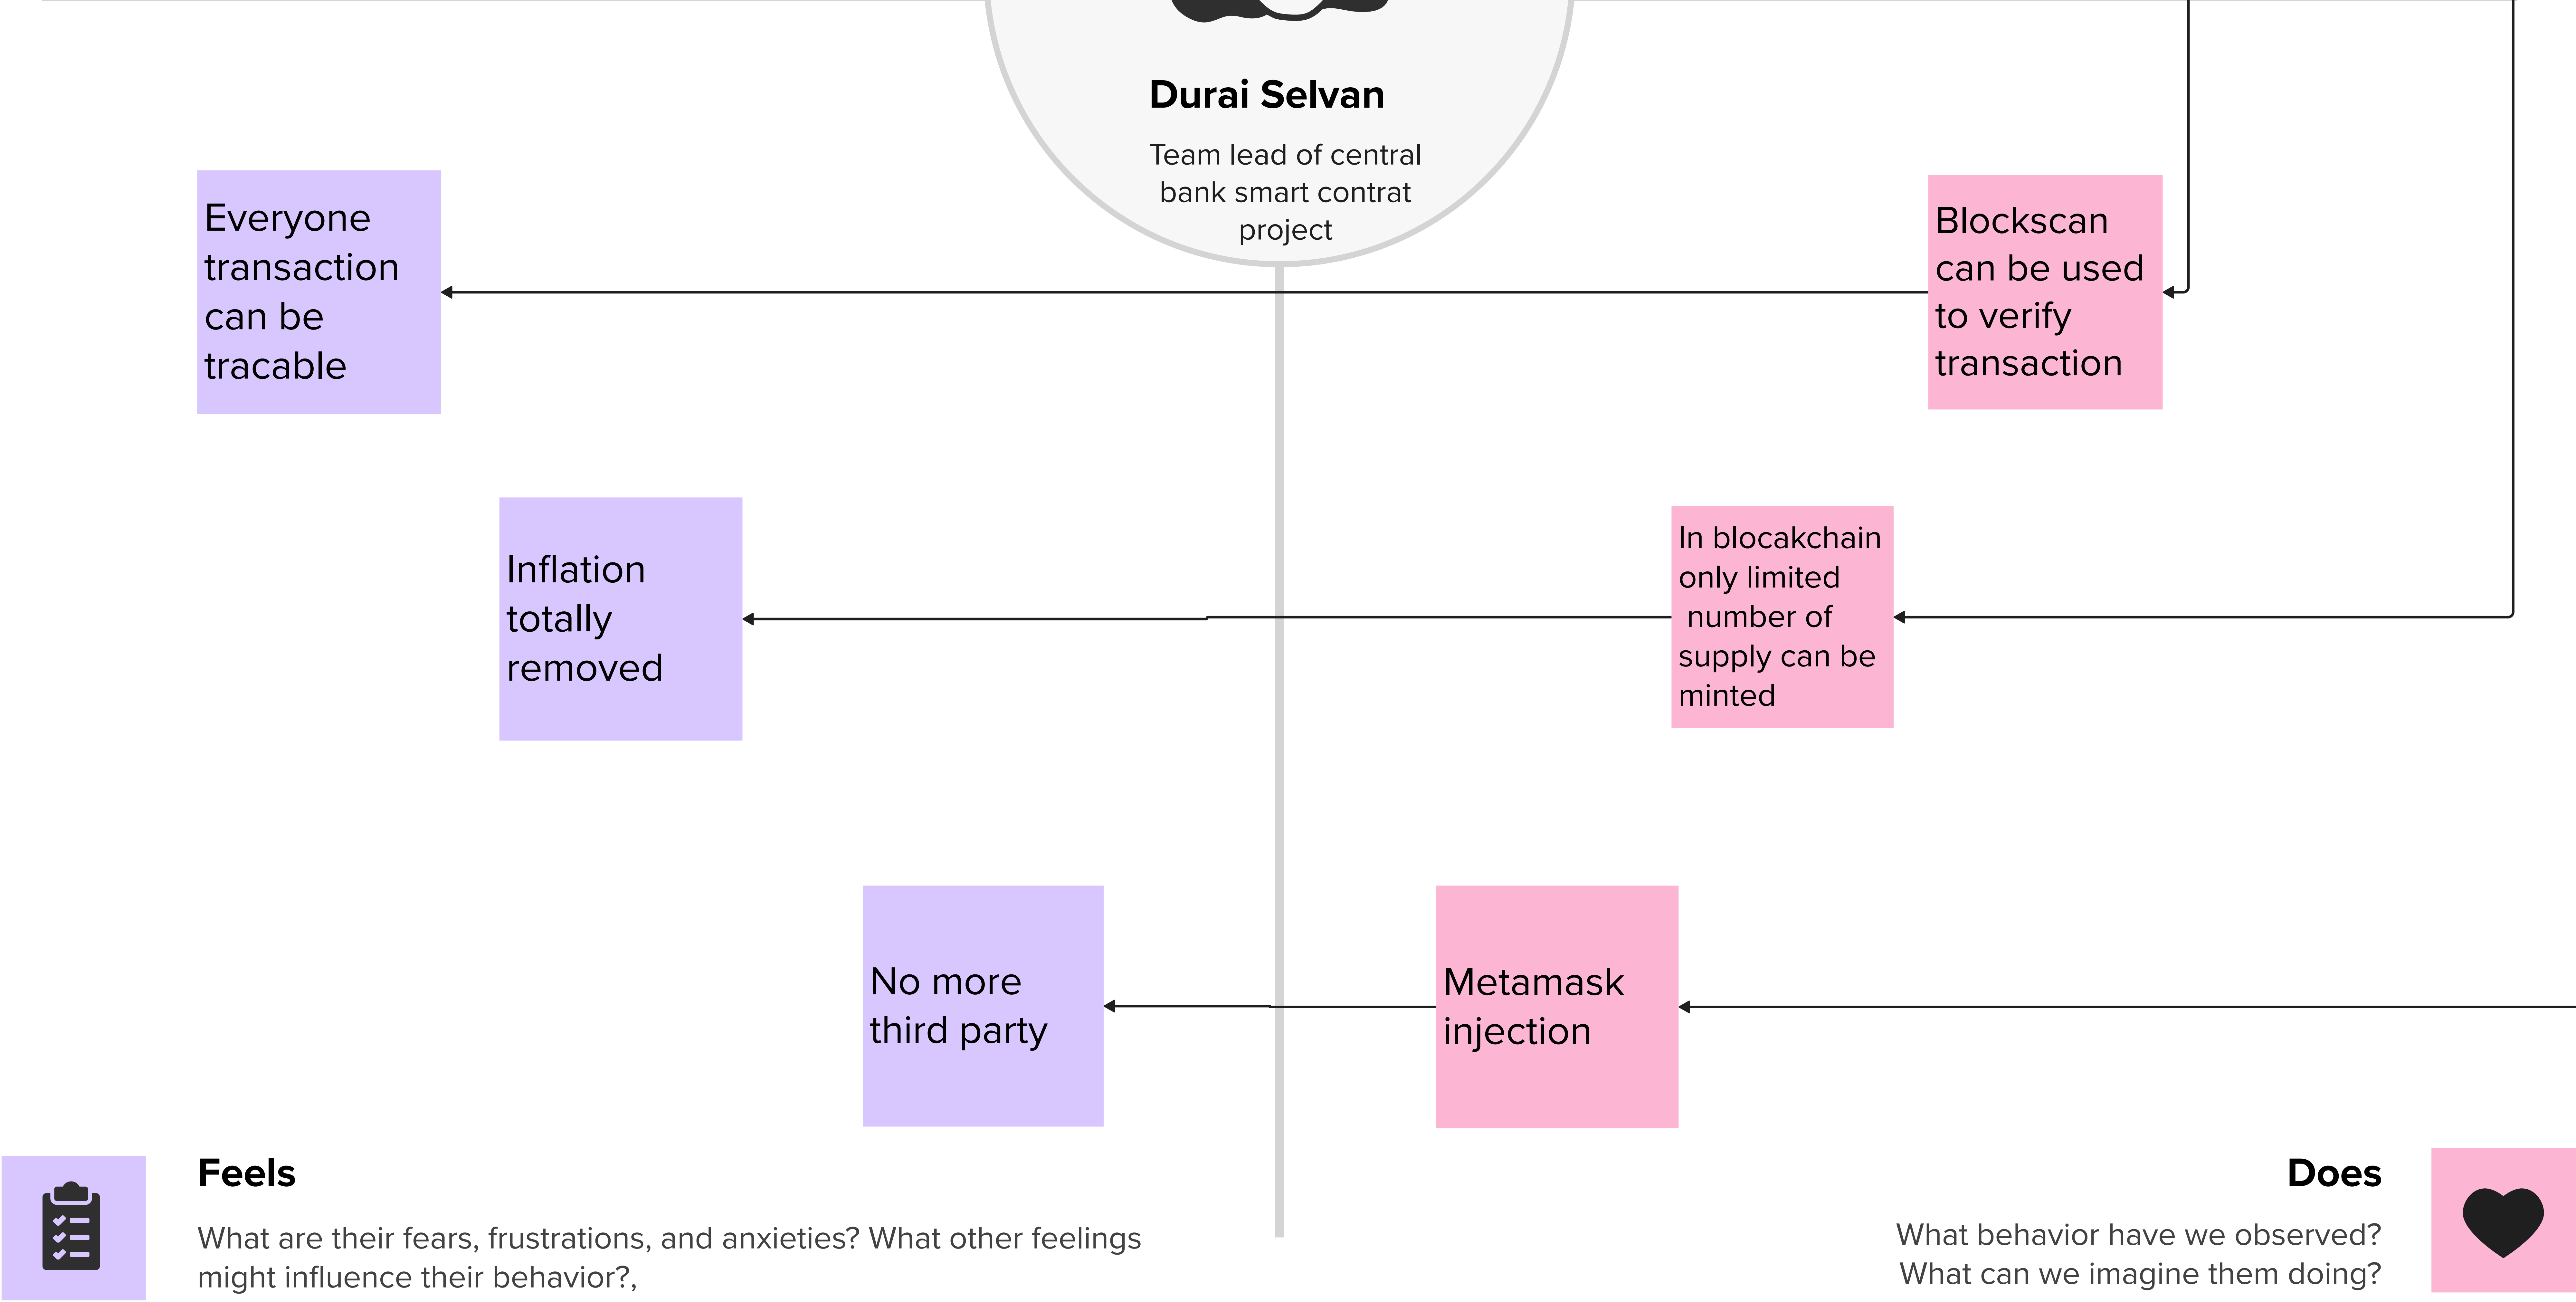 Durai Selvan
Team lead of central
bank smart contrat
project
Everyone
transaction
can be
tracable
Blockscan
can be used
to verify
transaction
Inflation
totally
removed
In blocakchain
only limited
number of
supply can be
minted
No more
third party
Metamask
injection
Feels
What are their fears, frustrations, and anxieties? What other feelings
might influence their behavior?,
Does
What behavior have we observed?
What can we imagine them doing?